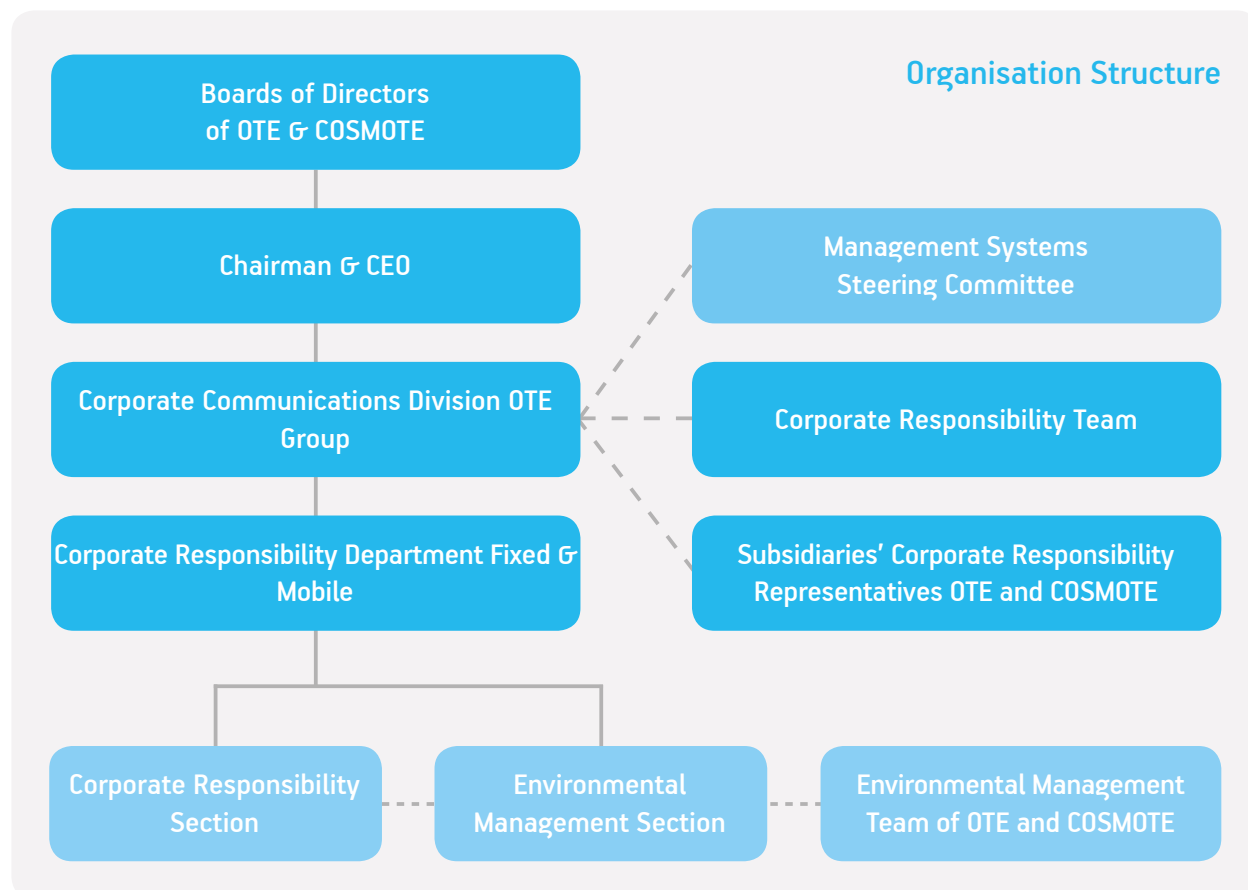 Organisation Structure
Boards of Directors
of OTE & COSMOTE
Chairman & CEO
Management Systems
Steering Committee
Corporate Communications Division OTE
Group
Corporate Responsibility Team
Corporate Responsibility Department Fixed &
Mobile
Subsidiaries’ Corporate Responsibility
Representatives OTE and COSMOTE
Corporate Responsibility
Section
Environmental
Management Section
Environmental Management
Team of OTE and COSMOTE